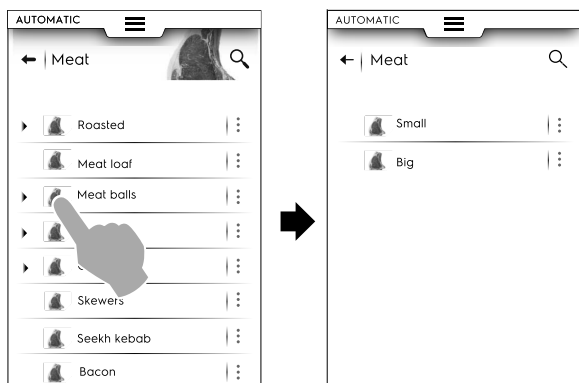 AUTOMATIC
Meat
Roasted
Meat loaf
Meat balls
Skewers
Seekh kebab
Bacon
AUTOMATIC
Meat
Small
Big